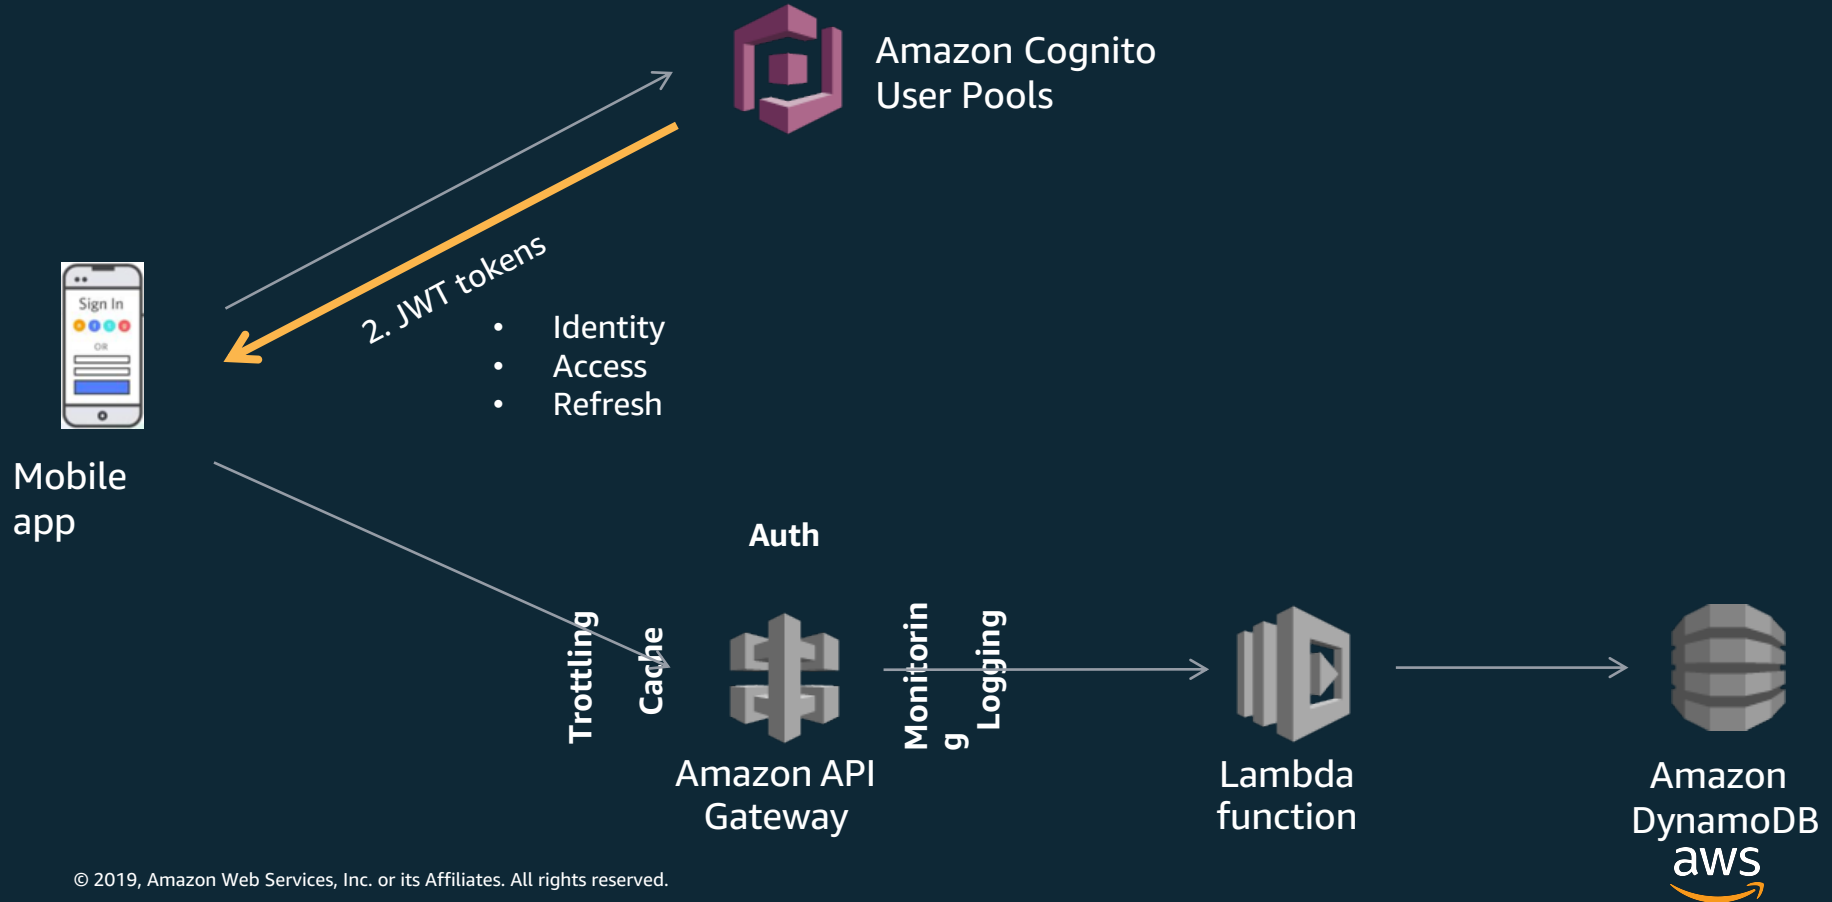 Amazon Cognito
User Pools
2. JWT tokens
• Identity
• Access
• Refresh
Sign In
OR
Mobile
app
Auth
Trottling
Cache
Monitorin
g
Logging
Amazon API
Gateway
Lambda
function
Amazon
DynamoDB
© 2019, Amazon Web Services, Inc. or its Affiliates. All rights reserved.
aws